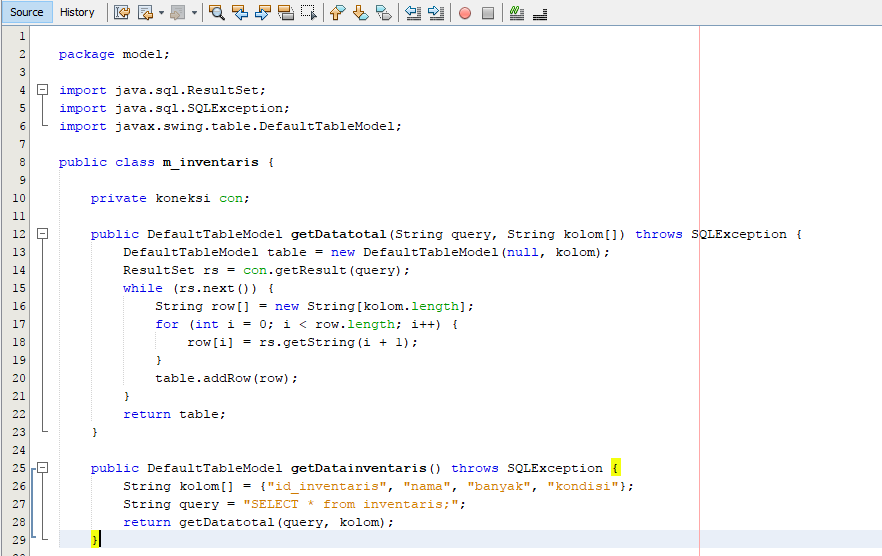 Source History
1
2 package model;
3
4 import java.sql.ResultSet;
5 import java.sql.SQLException;
6 import javax.swing.table.DefaultTableModel;
7
8 public class m_inventaris {
9
10 private koneksi con;
11
12 public DefaultTableModel getDatatotal(String query, String kolom[]) throws SQLException {
13 DefaultTableModel table = new DefaultTableModel(null, kolom);
14 ResultSet rs = con.getResult(query);
15 while (rs.next()) {
16 String row[] = new String[kolom.length];
17 for (int i = 0; i < row.length; i++) {
18 row[i] = rs.getString(i + 1);
19 }
20 table.addRow(row);
21 }
22 return table;
23 }
24
25 public DefaultTableModel getDatainventaris() throws SQLException {
26 String kolom[] = {"id_inventaris", "nama", "banyak", "kondisi"};
27 String query = "SELECT * from inventaris;";
28 return getDatatotal(query, kolom);
29 }